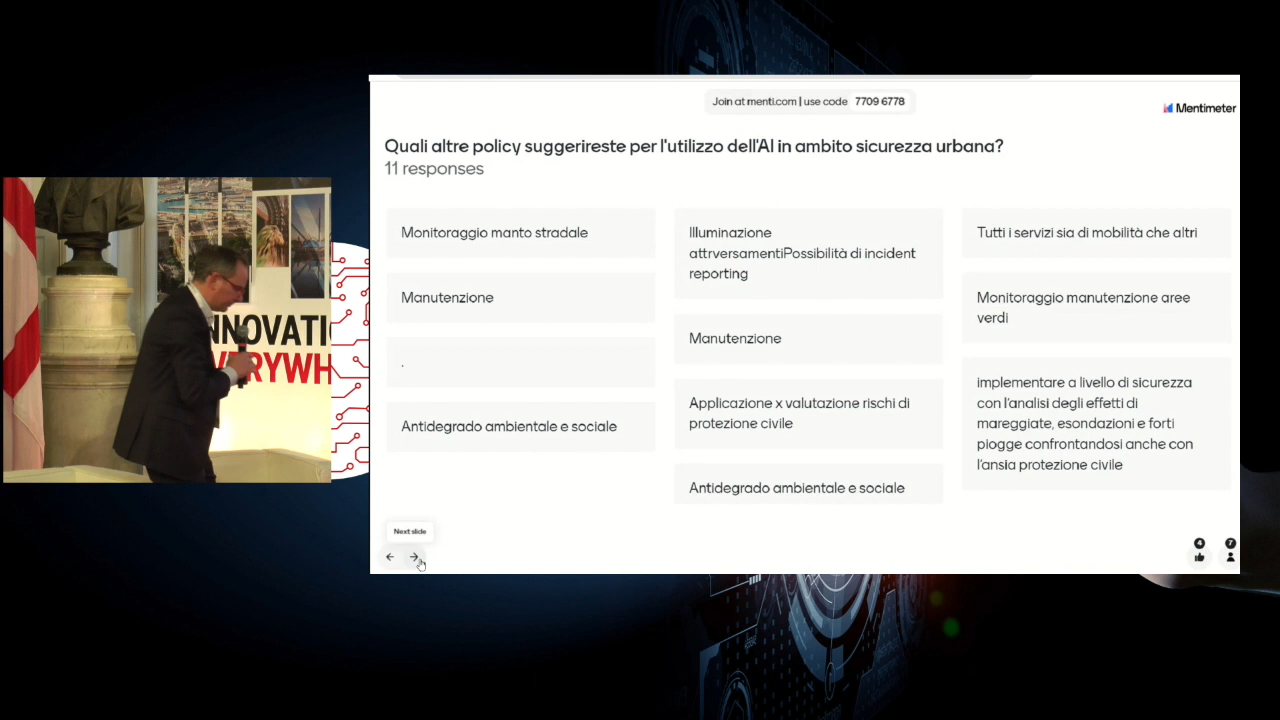 Join at menti.com | use code 7709 6778
Mentimeter
Quali altre policy suggerireste per l'utilizzo dell'AI in ambito sicurezza urbana?
11 responses
Monitoraggio manto stradale
Manutenzione
.
Antidegrado ambientale e sociale
Illuminazione
attrversamentiPossibilità di incident
reporting
Manutenzione
Applicazione x valutazione rischi di
protezione civile
Antidegrado ambientale e sociale
Tutti i servizi sia di mobilità che altri
Monitoraggio manutenzione aree
verdi
implementare a livello di sicurezza
con l'analisi degli effetti di
mareggiate, esondazioni e forti
piogge confrontandosi anche con
l'ansia protezione civile
Next slide
4
7
NNOVATI
VERYWH